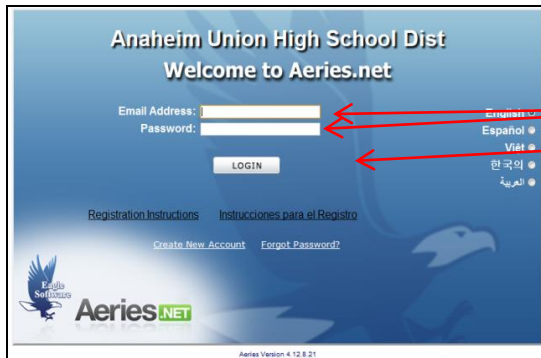 Anaheim Union High School Dist
Welcome to Aeries.net
Email Address:
Password:
English
Español
Việt
한국의
العربية
LOGIN
Registration Instructions Instrucciones para el Registro
Create New Account Forgot Password?
Eagle
Software
Aeries.NET
Aeries Version 4.12.8.21